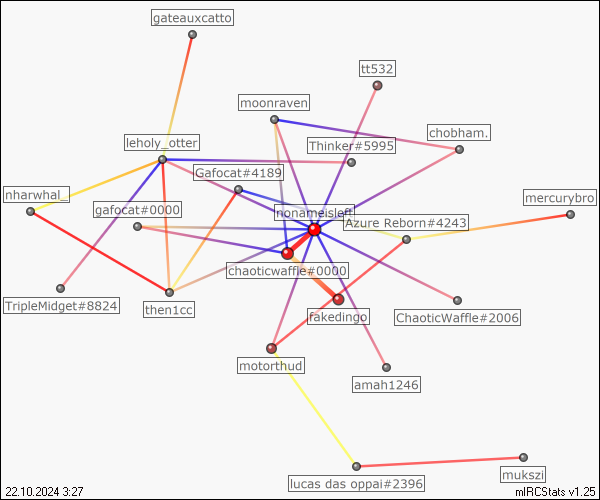 gateauxcatto
tt532
moonraven
chobham.
leholy_otter
Thinker#5995
Gafocat#4189
nharwhal_
mercurybro
gafocat#0000
nonameisleft
Azure Reborn#4243
chaoticwaffle#0000
TripleMidget#8824
then1cc
fakedingo
ChaoticWaffle#2006
motorthud
amah1246
mukszi
lucas das oppai#2396
22.10.2024 3:27
mIRCStats v1.25